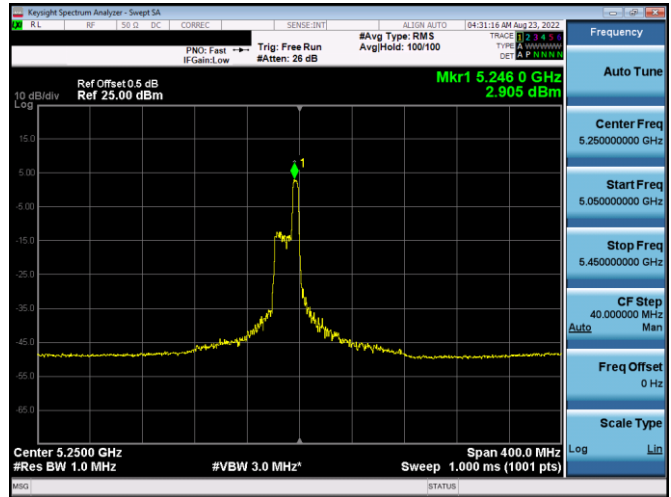 Keysight Spectrum Analyzer - Swept SA
RL RF 50 Ω DC CORREC SENSE:INT ALIGN AUTO 04:31:16 AM Aug 23, 2022
PNO: Fast Trig: Free Run #Avg Type: RMS TRACE 1 2 3 4 5 6
IFGain:Low #Atten: 26 dB Avg|Hold: 100/100 TYPE A WWWWW
DET A P N N N N
Ref Offset 0.5 dB Mkr1 5.246 0 GHz
10 dB/div Ref 25.00 dBm 2.905 dBm
Log
15.0
5.00
-5.00
-15.0
-25.0
-35.0
-45.0
-55.0
-65.0
1
Center 5.2500 GHz Span 400.0 MHz
#Res BW 1.0 MHz #VBW 3.0 MHz* Sweep 1.000 ms (1001 pts)
MSG STATUS
Frequency
Auto Tune
Center Freq
5.250000000 GHz
Start Freq
5.050000000 GHz
Stop Freq
5.450000000 GHz
CF Step
40.000000 MHz
Auto Man
Freq Offset
0 Hz
Scale Type
Log Lin